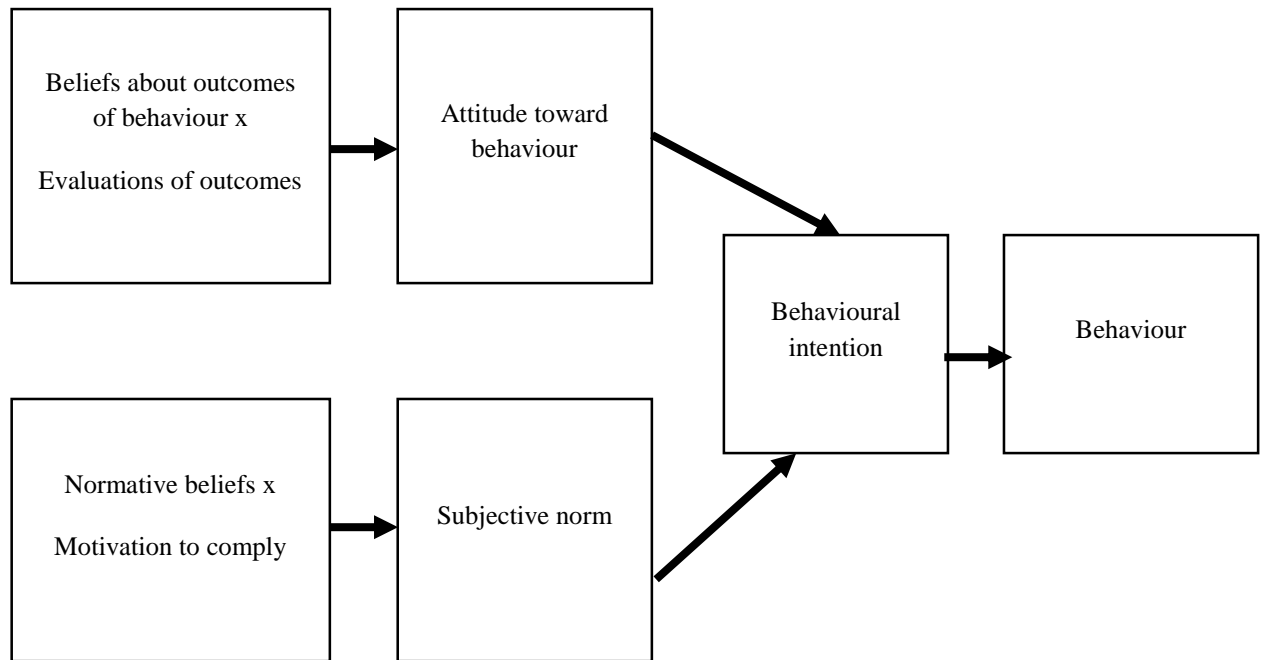 Beliefs about outcomes
of behaviour x
Evaluations of outcomes
Attitude toward
behaviour
Behavioural
intention
Behaviour
Normative beliefs x
Motivation to comply
Subjective norm